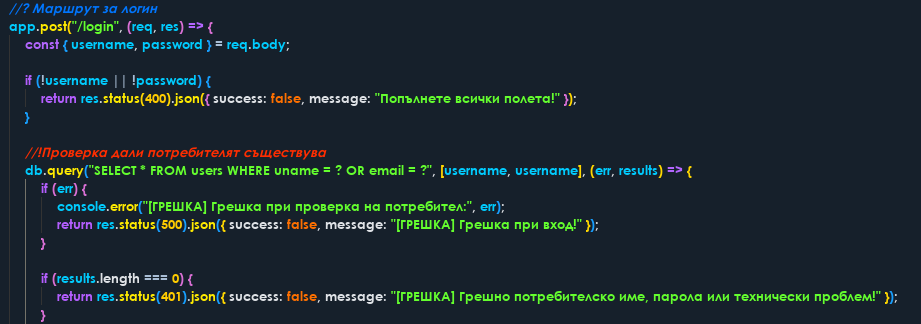 //? Маршрут за логин
app.post("/login", (req, res) => {
const { username, password } = req.body;
if (!username || !password) {
return res.status(400).json({ success: false, message: "Попълнете всички полета!" });
}
//!Проверка дали потребителят съществува
db.query("SELECT * FROM users WHERE uname = ? OR email = ?", [username, username], (err, results) => {
if (err) {
console.error("[ГРЕШКА] Грешка при проверка на потребител:", err);
return res.status(500).json({ success: false, message: "[ГРЕШКА] Грешка при вход!" });
}
if (results.length === 0) {
return res.status(401).json({ success: false, message: "[ГРЕШКА] Грешно потребителско име, парола или технически проблем!" });
}